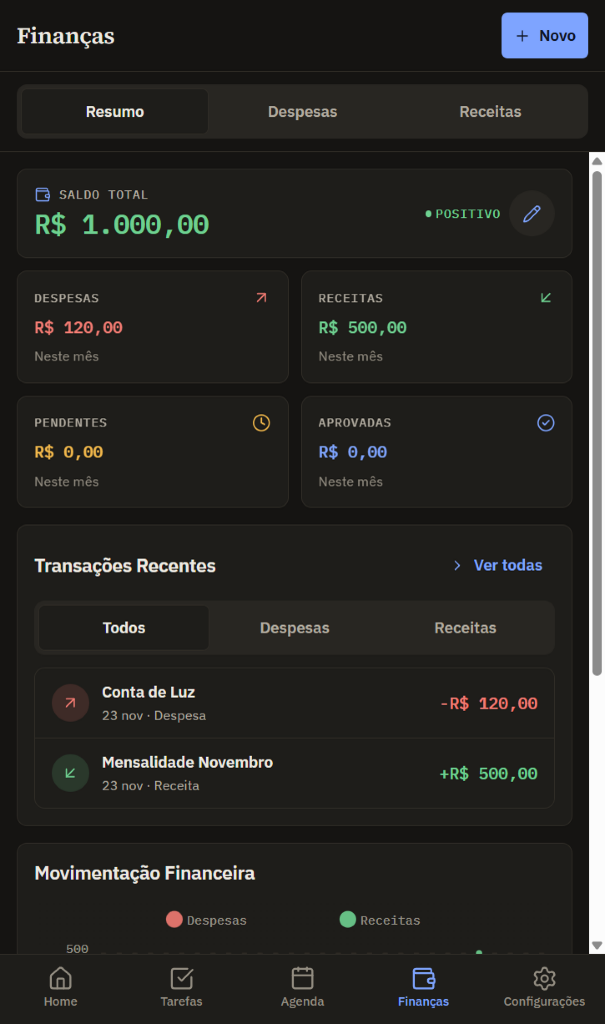 Finanças
+ Novo
Resumo Despesas Receitas
SALDO TOTAL
R$ 1.000,00
POSITIVO
DESPESAS
R$ 120,00
Neste mês
RECEITAS
R$ 500,00
Neste mês
PENDENTES
R$ 0,00
Neste mês
APROVADAS
R$ 0,00
Neste mês
Transações Recentes
Ver todas
Todos Despesas Receitas
Conta de Luz
23 nov · Despesa
-R$ 120,00
Mensalidade Novembro
23 nov · Receita
+R$ 500,00
Movimentação Financeira
Despesas Receitas
500
Home Tarefas Agenda Finanças Configurações